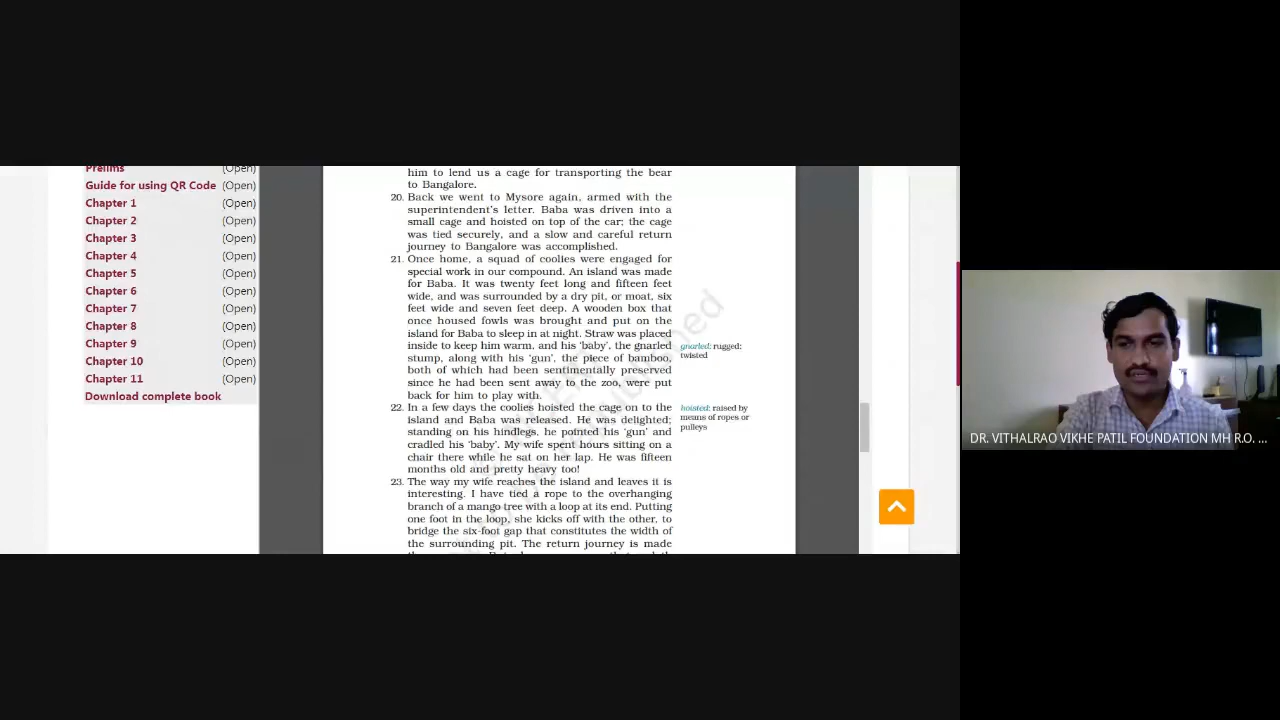 Prelims (Open)
Guide for using QR Code (Open)
Chapter 1 (Open)
Chapter 2 (Open)
Chapter 3 (Open)
Chapter 4 (Open)
Chapter 5 (Open)
Chapter 6 (Open)
Chapter 7 (Open)
Chapter 8 (Open)
Chapter 9 (Open)
Chapter 10 (Open)
Chapter 11 (Open)
Download complete book
him to lend us a cage for transporting the bear
to Bangalore.
20. Back we went to Mysore again, armed with the
superintendent's letter. Baba was driven into a
small cage and hoisted on top of the car; the cage
was tied securely, and a slow and careful return
journey to Bangalore was accomplished.
21. Once home, a squad of coolies were engaged for
special work in our compound. An island was made
for Baba. It was twenty feet long and fifteen feet
wide, and was surrounded by a dry pit, or moat, six
feet wide and seven feet deep. A wooden box that
once housed fowls was brought and put on the
island for Baba to sleep in at night. Straw was placed
inside to keep him warm, and his 'baby', the gnarled
stump, along with his 'gun', the piece of bamboo,
both of which had been sentimentally preserved
since he had been sent away to the zoo, were put
back for him to play with.
gnarled: rugged;
twisted
22. In a few days the coolies hoisted the cage on to the
island and Baba was released. He was delighted;
standing on his hindlegs, he pointed his 'gun' and
cradled his 'baby'. My wife spent hours sitting on a
chair there while he sat on her lap. He was fifteen
months old and pretty heavy too!
hoisted: raised by
means of ropes or
pulleys
23. The way my wife reaches the island and leaves it is
interesting. I have tied a rope to the overhanging
branch of a mango tree with a loop at its end. Putting
one foot in the loop, she kicks off with the other, to
bridge the six-foot gap that constitutes the width of
the surrounding pit. The return journey is made
DR. VITHALRAO VIKHE PATIL FOUNDATION MH R.O. ...